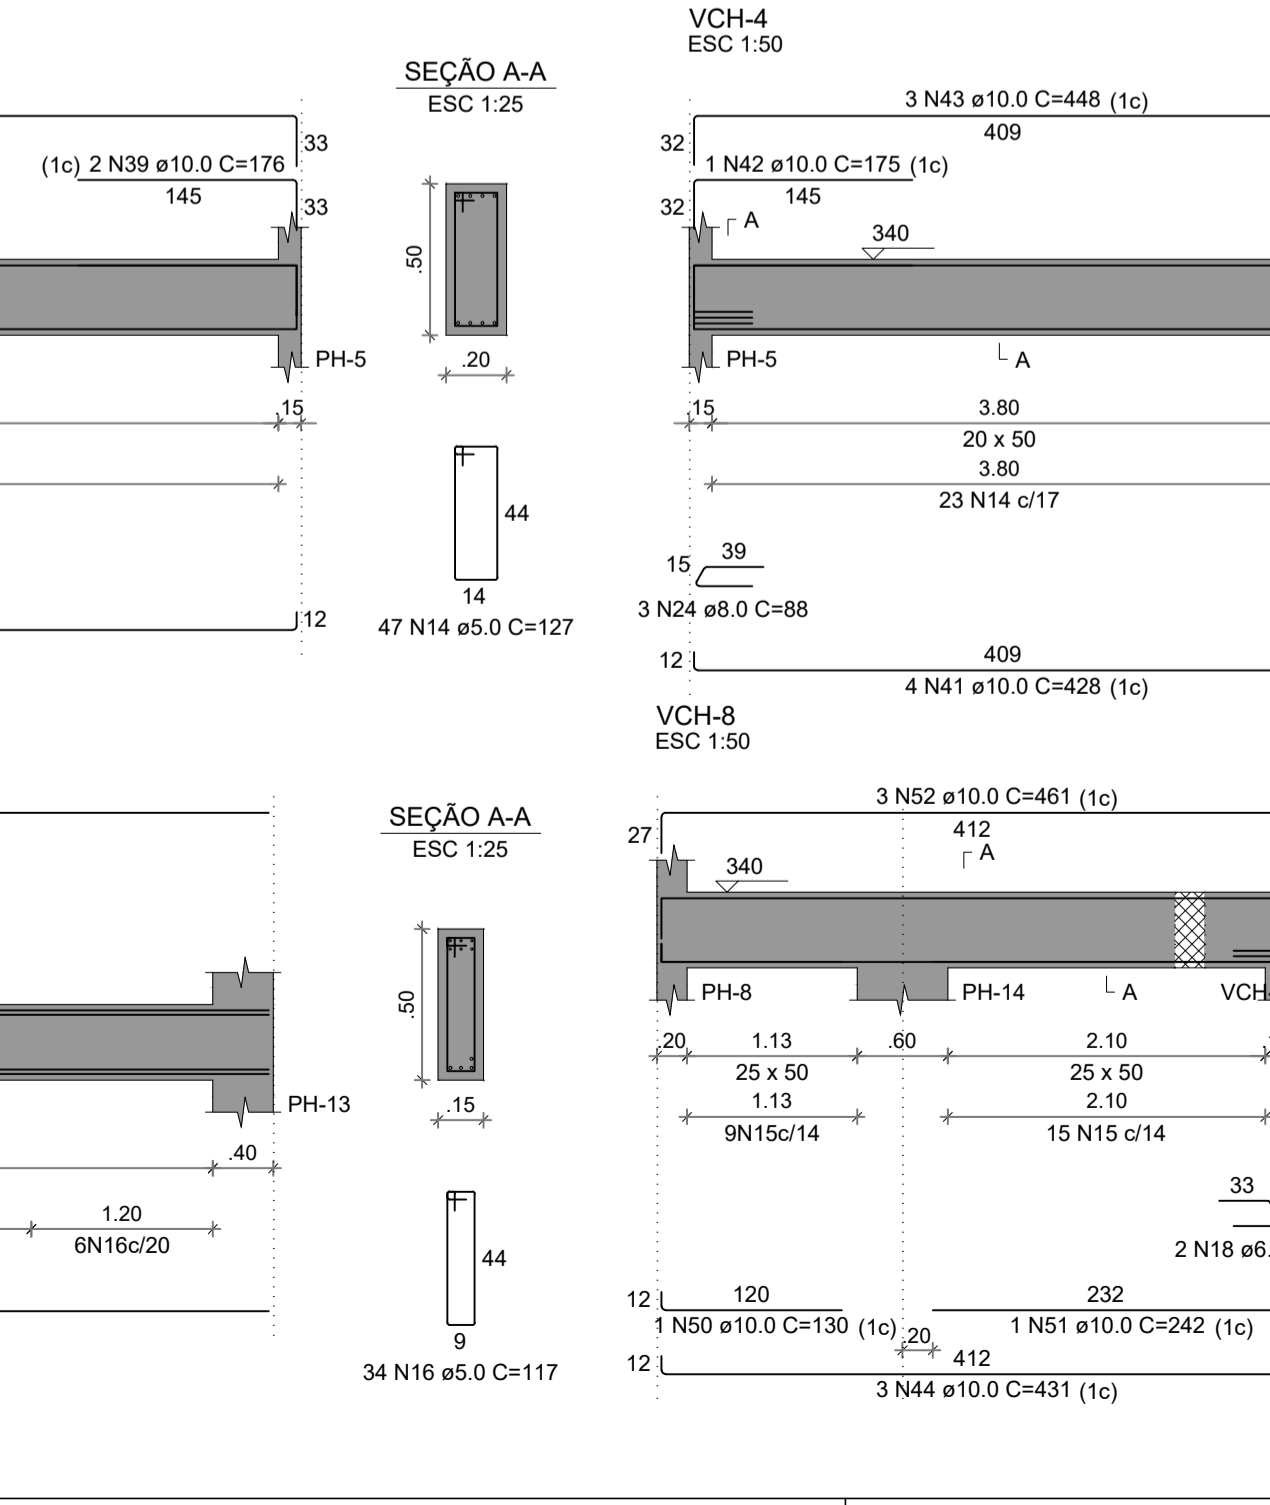 VCH-4
ESC 1:50
SEÇÃO A-A
ESC 1:25
3 N43 ø10.0 C=448 (1c)
409
33
32
(1c) 2 N39 ø10.0 C=176
145
33
1 N42 ø10.0 C=175 (1c)
145
32
A
340
.50
PH-5
.20
PH-5
A
.15
.15
3.80
20 x 50
3.80
23 N14 c/17
44
14
47 N14 ø5.0 C=127
15
39
3 N24 ø8.0 C=88
12
12
409
4 N41 ø10.0 C=428 (1c)
VCH-8
ESC 1:50
SEÇÃO A-A
ESC 1:25
3 N52 ø10.0 C=461 (1c)
27
412
A
340
.50
PH-8
PH-14
A
VCH-
.15
PH-13
.20
1.13
.60
2.10
25 x 50
25 x 50
1.13
2.10
9N15c/14
15 N15 c/14
.40
1.20
6N16c/20
44
9
34 N16 ø5.0 C=117
33
2 N18 ø6.
12
120
232
1 N50 ø10.0 C=130 (1c)
1 N51 ø10.0 C=242 (1c)
.20
12
412
3 N44 ø10.0 C=431 (1c)